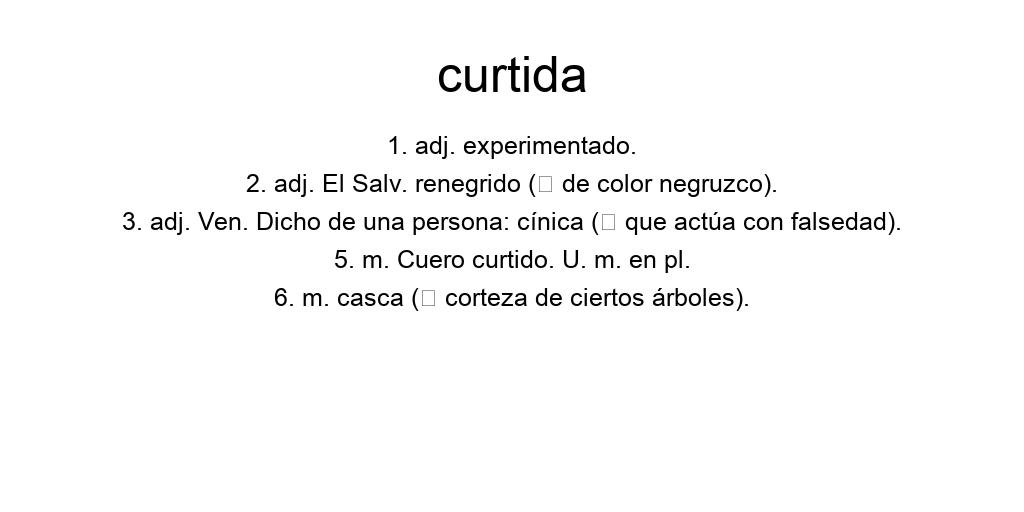 curtida
1. adj. experimentado.
2. adj. El Salv. renegrido (□ de color negruzco).
3. adj. Ven. Dicho de una persona: cínica (□ que actúa con falsedad).
5. m. Cuero curtido. U. m. en pl.
6. m. casca (□ corteza de ciertos árboles).